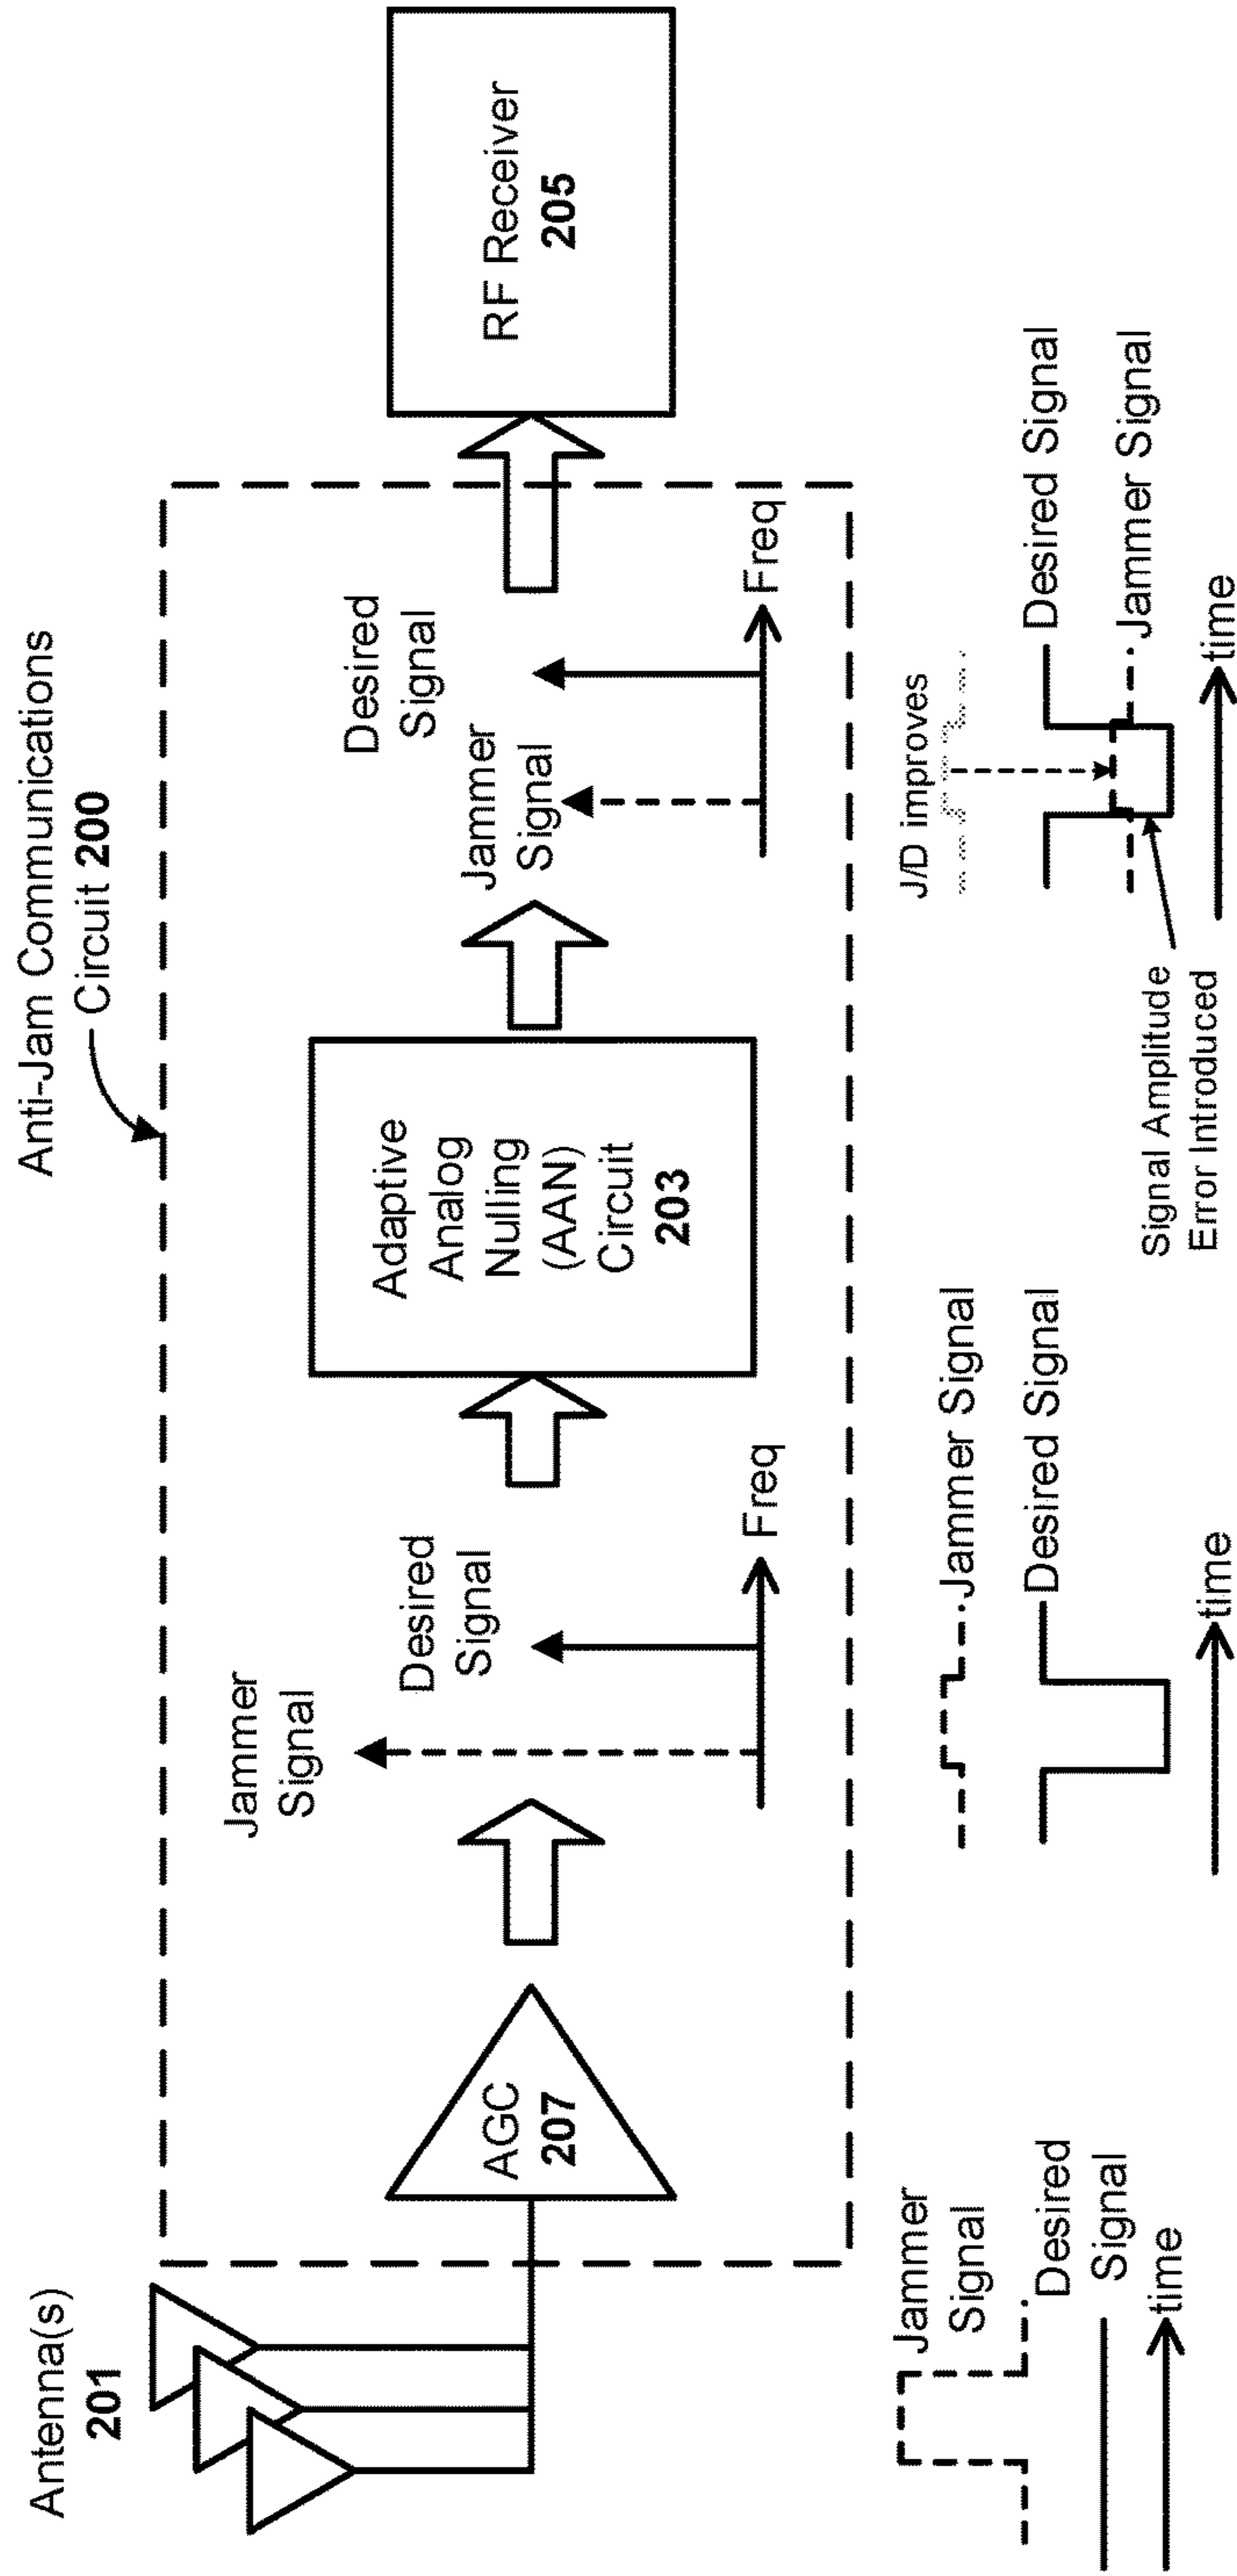 Anti-Jam Communications
Circuit 200
Antenna(s)
201
AGC
207
Jammer
Signal
Desired
Signal
Freq
Adaptive
Analog
Nulling
(AAN)
Circuit
203
Jammer
Signal
Desired
Signal
Freq
RF Receiver
205
Jammer
Signal
Desired
Signal
time
Jammer Signal
Desired Signal
time
J/D improves
Desired Signal
Jammer Signal
Signal Amplitude
Error Introduced
time